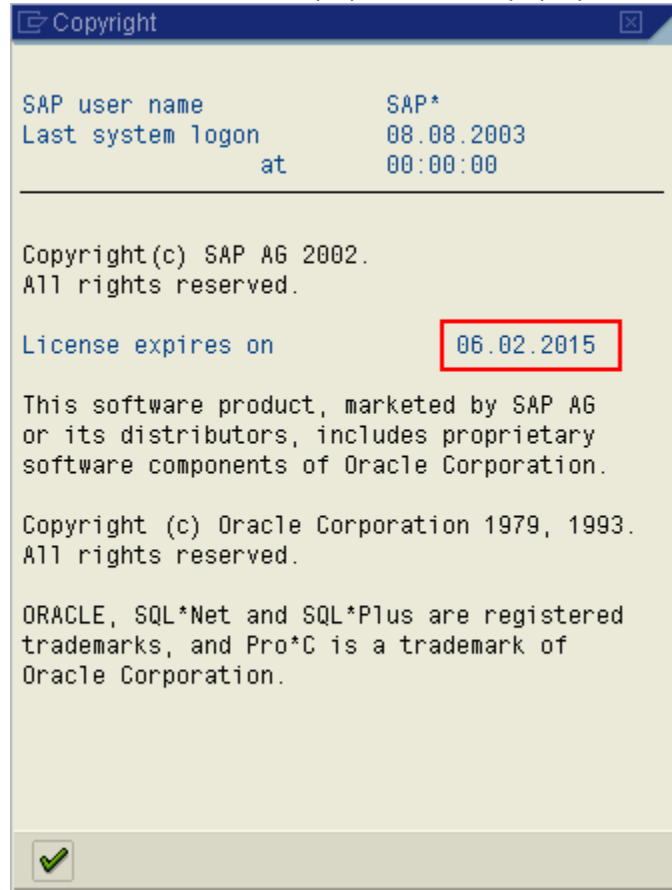 Copyright
SAP user name SAP*
Last system logon 08.08.2003
at 00:00:00
Copyright(c) SAP AG 2002.
All rights reserved.
License expires on 06.02.2015
This software product, marketed by SAP AG
or its distributors, includes proprietary
software components of Oracle Corporation.
Copyright (c) Oracle Corporation 1979, 1993.
All rights reserved.
ORACLE, SQL*Net and SQL*Plus are registered
trademarks, and Pro*C is a trademark of
Oracle Corporation.